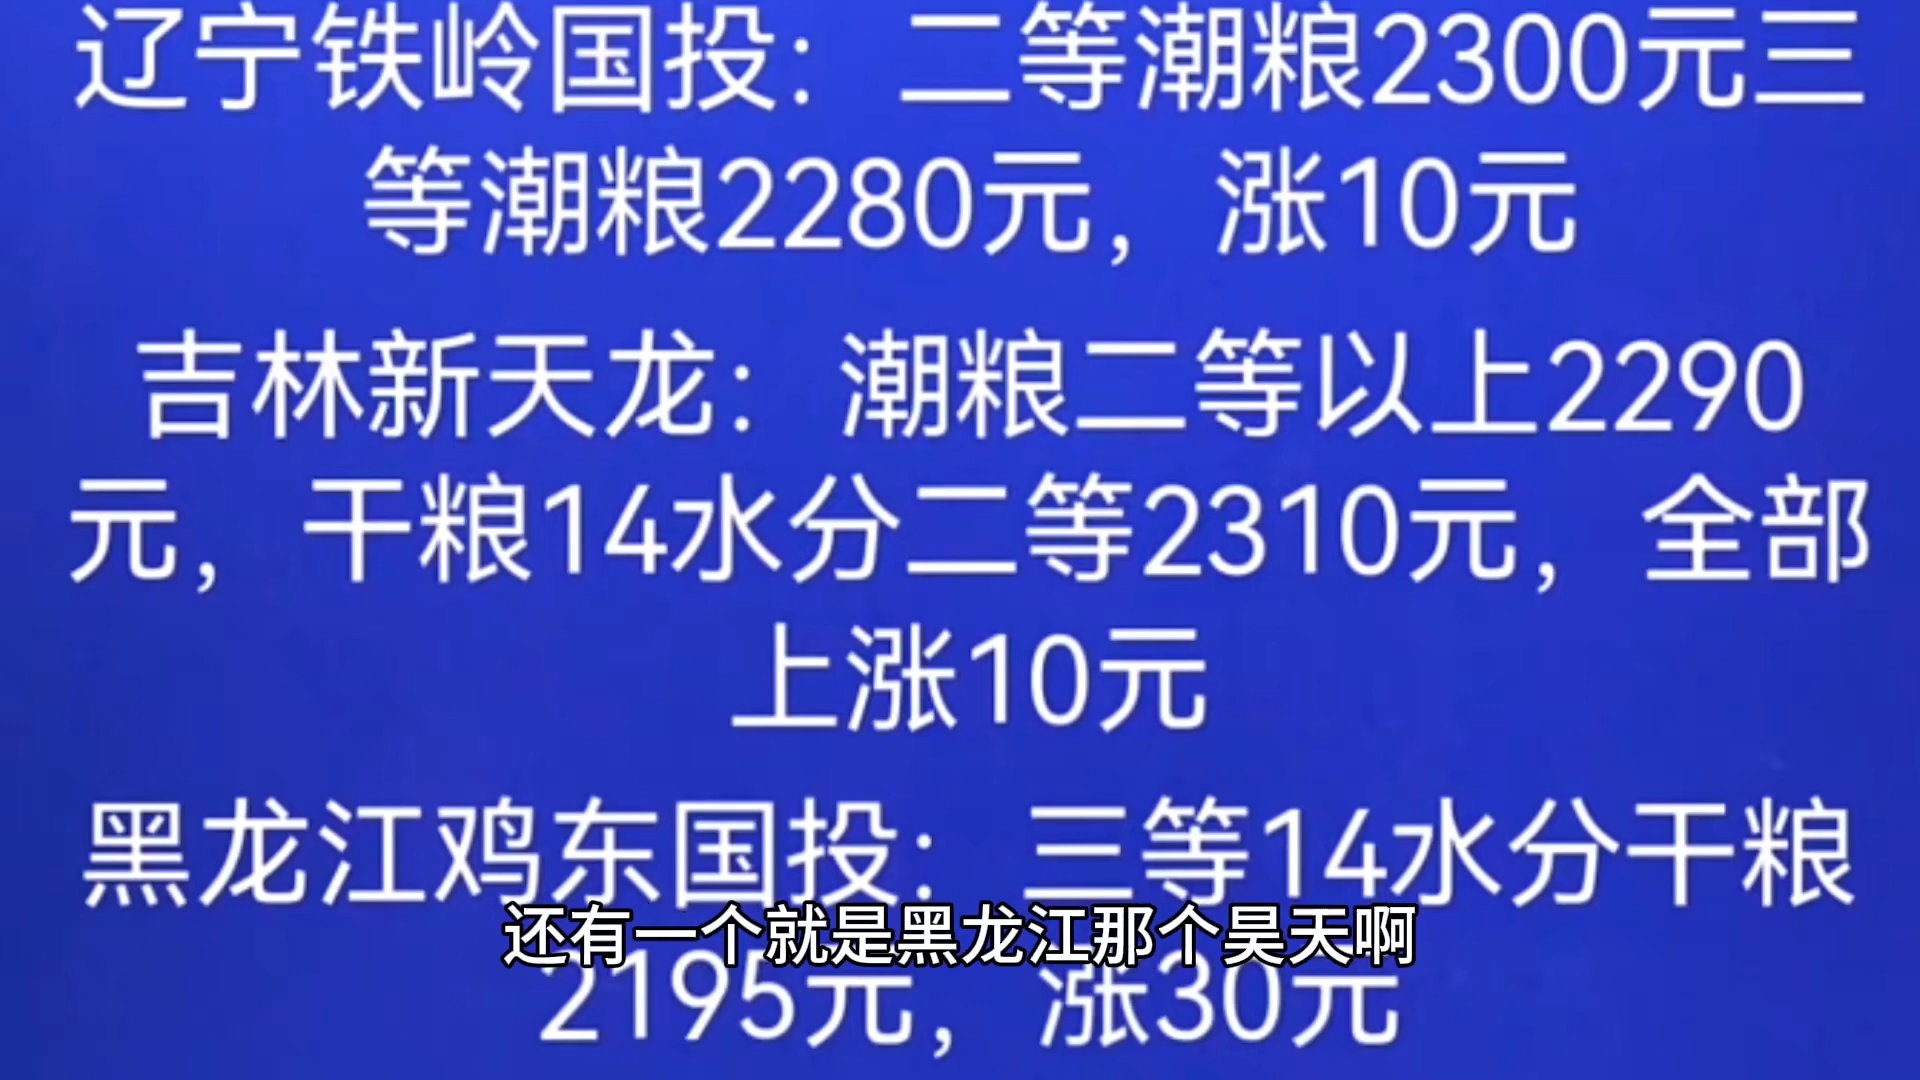 辽宁铁岭国投：二等潮粮2300元三
等潮粮2280元，涨10元
吉林新天龙：潮粮二等以上2290
元，干粮14水分二等2310元，全部
上涨10元
黑龙江鸡东国投：三等14水分干粮
还有一个就是黑龙江那个昊天啊
2195元，涨30元